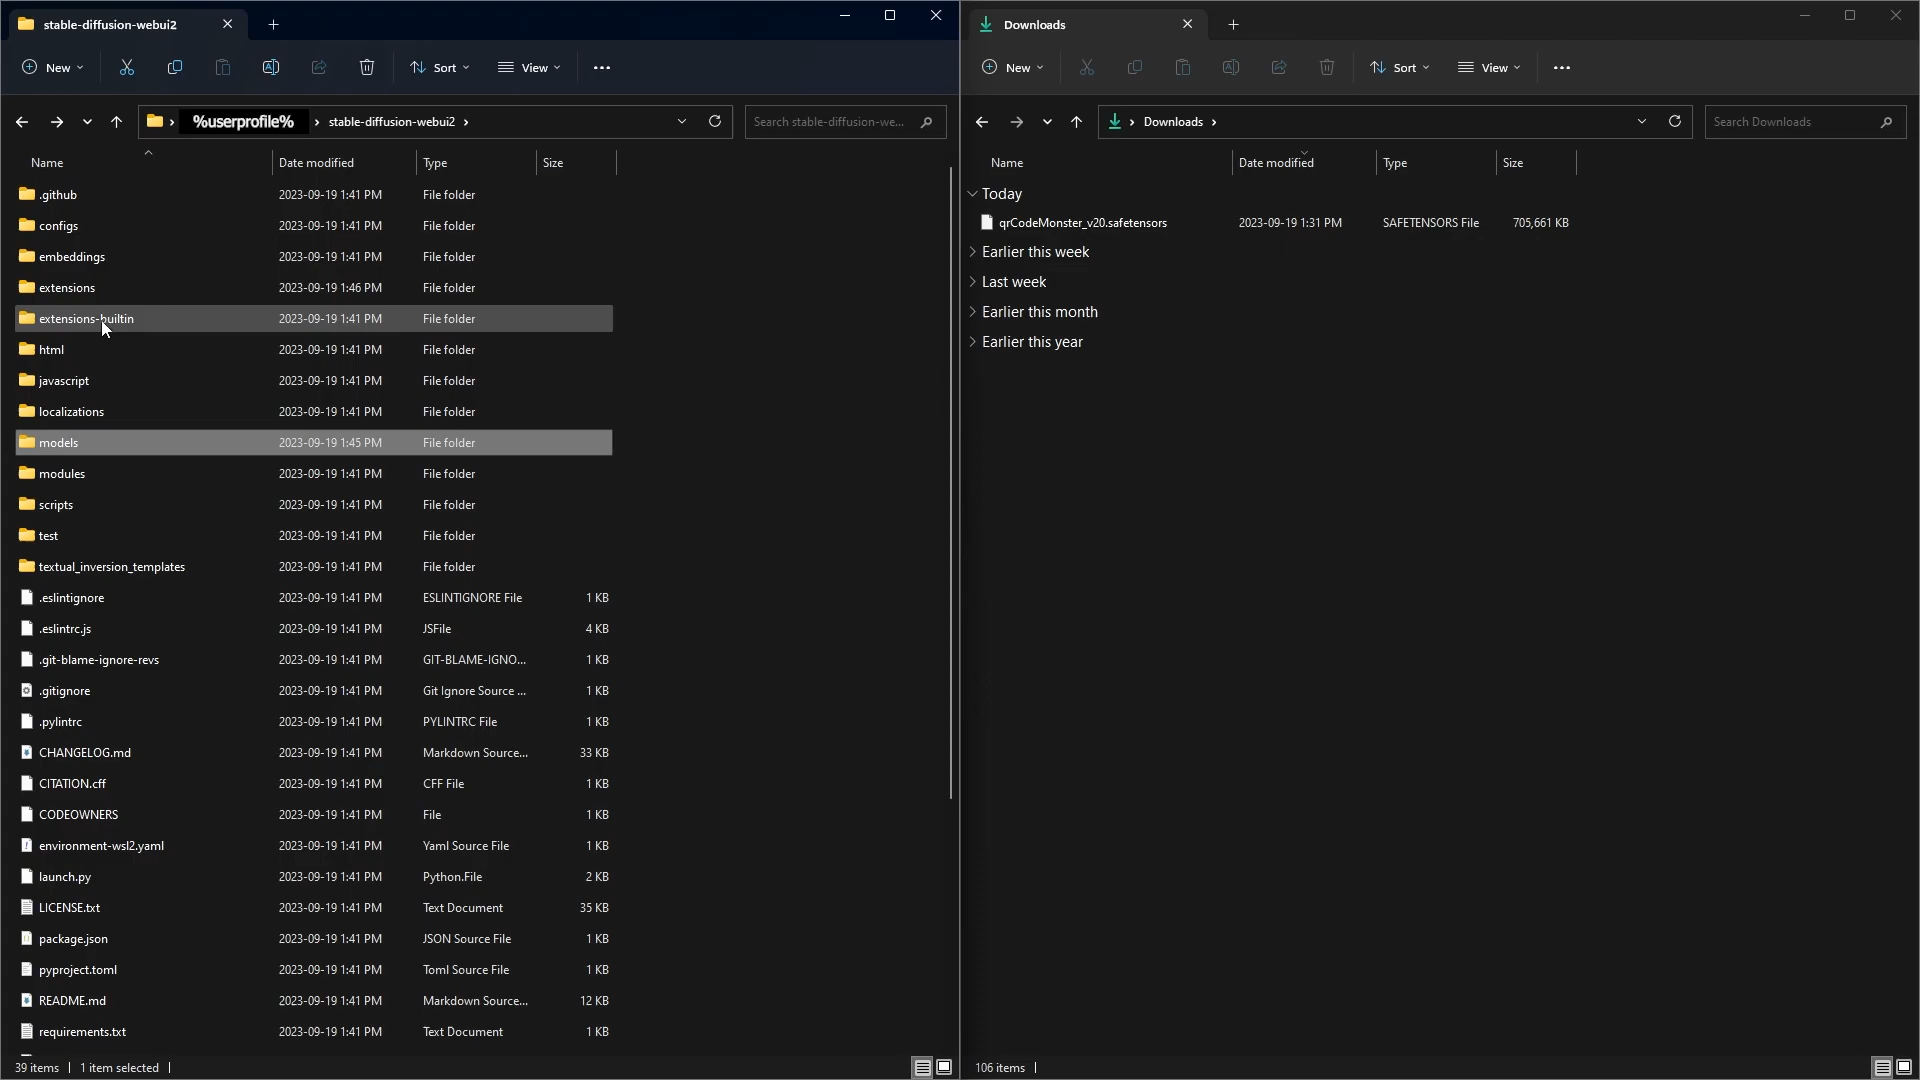 stable-diffusion-webui2
New
Sort
View
%userprofile%
stable-diffusion-webui2
Search stable-diffusion-we...
Name Date modified Type Size
.github 2023-09-19 1:41 PM File folder
configs 2023-09-19 1:41 PM File folder
embeddings 2023-09-19 1:41 PM File folder
extensions 2023-09-19 1:46 PM File folder
extensions-builtin 2023-09-19 1:41 PM File folder
html 2023-09-19 1:41 PM File folder
javascript 2023-09-19 1:41 PM File folder
localizations 2023-09-19 1:41 PM File folder
models 2023-09-19 1:45 PM File folder
modules 2023-09-19 1:41 PM File folder
scripts 2023-09-19 1:41 PM File folder
test 2023-09-19 1:41 PM File folder
textual_inversion_templates 2023-09-19 1:41 PM File folder
.eslintignore 2023-09-19 1:41 PM ESLINTIGNORE File 1 KB
.eslintrc.js 2023-09-19 1:41 PM JSFile 4 KB
.git-blame-ignore-revs 2023-09-19 1:41 PM GIT-BLAME-IGNO... 1 KB
.gitignore 2023-09-19 1:41 PM Git Ignore Source ... 1 KB
.pylintrc 2023-09-19 1:41 PM PYLINTRC File 1 KB
CHANGELOG.md 2023-09-19 1:41 PM Markdown Source... 33 KB
CITATION.cff 2023-09-19 1:41 PM CFF File 1 KB
CODEOWNERS 2023-09-19 1:41 PM File 1 KB
environment-wsl2.yaml 2023-09-19 1:41 PM Yaml Source File 1 KB
launch.py 2023-09-19 1:41 PM Python.File 2 KB
LICENSE.txt 2023-09-19 1:41 PM Text Document 35 KB
package.json 2023-09-19 1:41 PM JSON Source File 1 KB
pyproject.toml 2023-09-19 1:41 PM Toml Source File 1 KB
README.md 2023-09-19 1:41 PM Markdown Source... 12 KB
requirements.txt 2023-09-19 1:41 PM Text Document 1 KB
39 items 1 item selected
Downloads
New
Sort
View
Downloads
Search Downloads
Name Date modified Type Size
Today
qrCodeMonster_v20.safetensors 2023-09-19 1:31 PM SAFETENSORS File 705,661 KB
Earlier this week
Last week
Earlier this month
Earlier this year
106 items